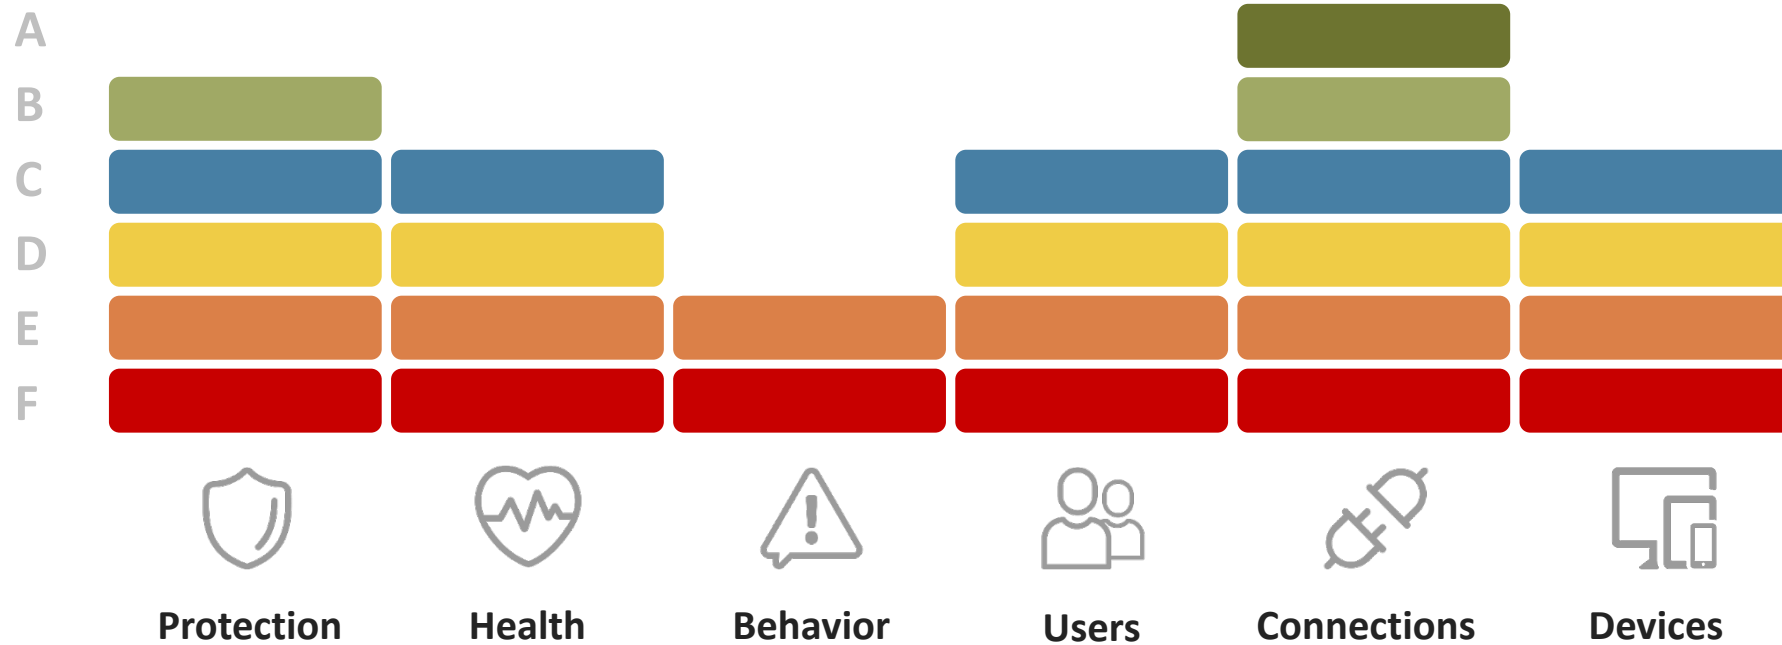 A
B
C
D
E
F
Protection
Health
Behavior
Users
Connections
Devices